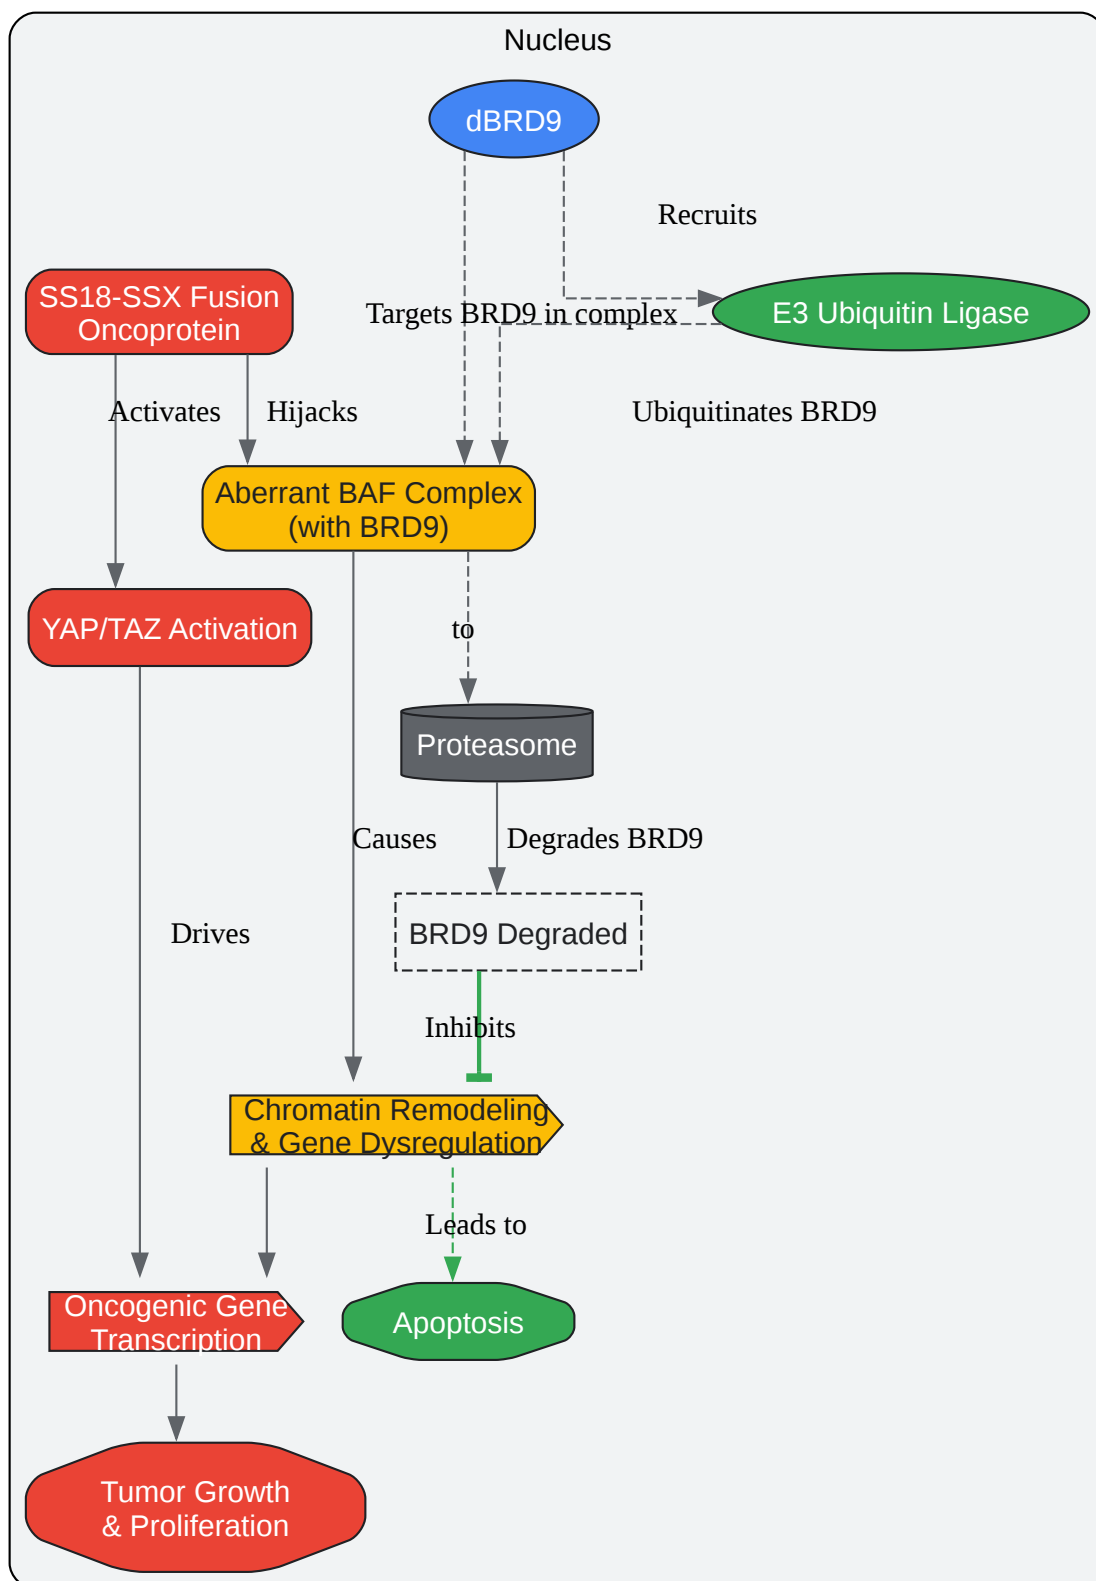 Nucleus
dBRD9
Recruits
SS18-SSX Fusion
Oncoprotein
Targets BRD9 in complex
E3 Ubiquitin Ligase
Activates
Hijacks
Ubiquitinates BRD9
Aberrant BAF Complex
(with BRD9)
YAP/TAZ Activation
to
Proteasome
Causes
Degrades BRD9
Drives
BRD9 Degraded
Inhibits
Chromatin Remodeling
& Gene Dysregulation
Leads to
Oncogenic Gene
Transcription
Apoptosis
Tumor Growth
& Proliferation